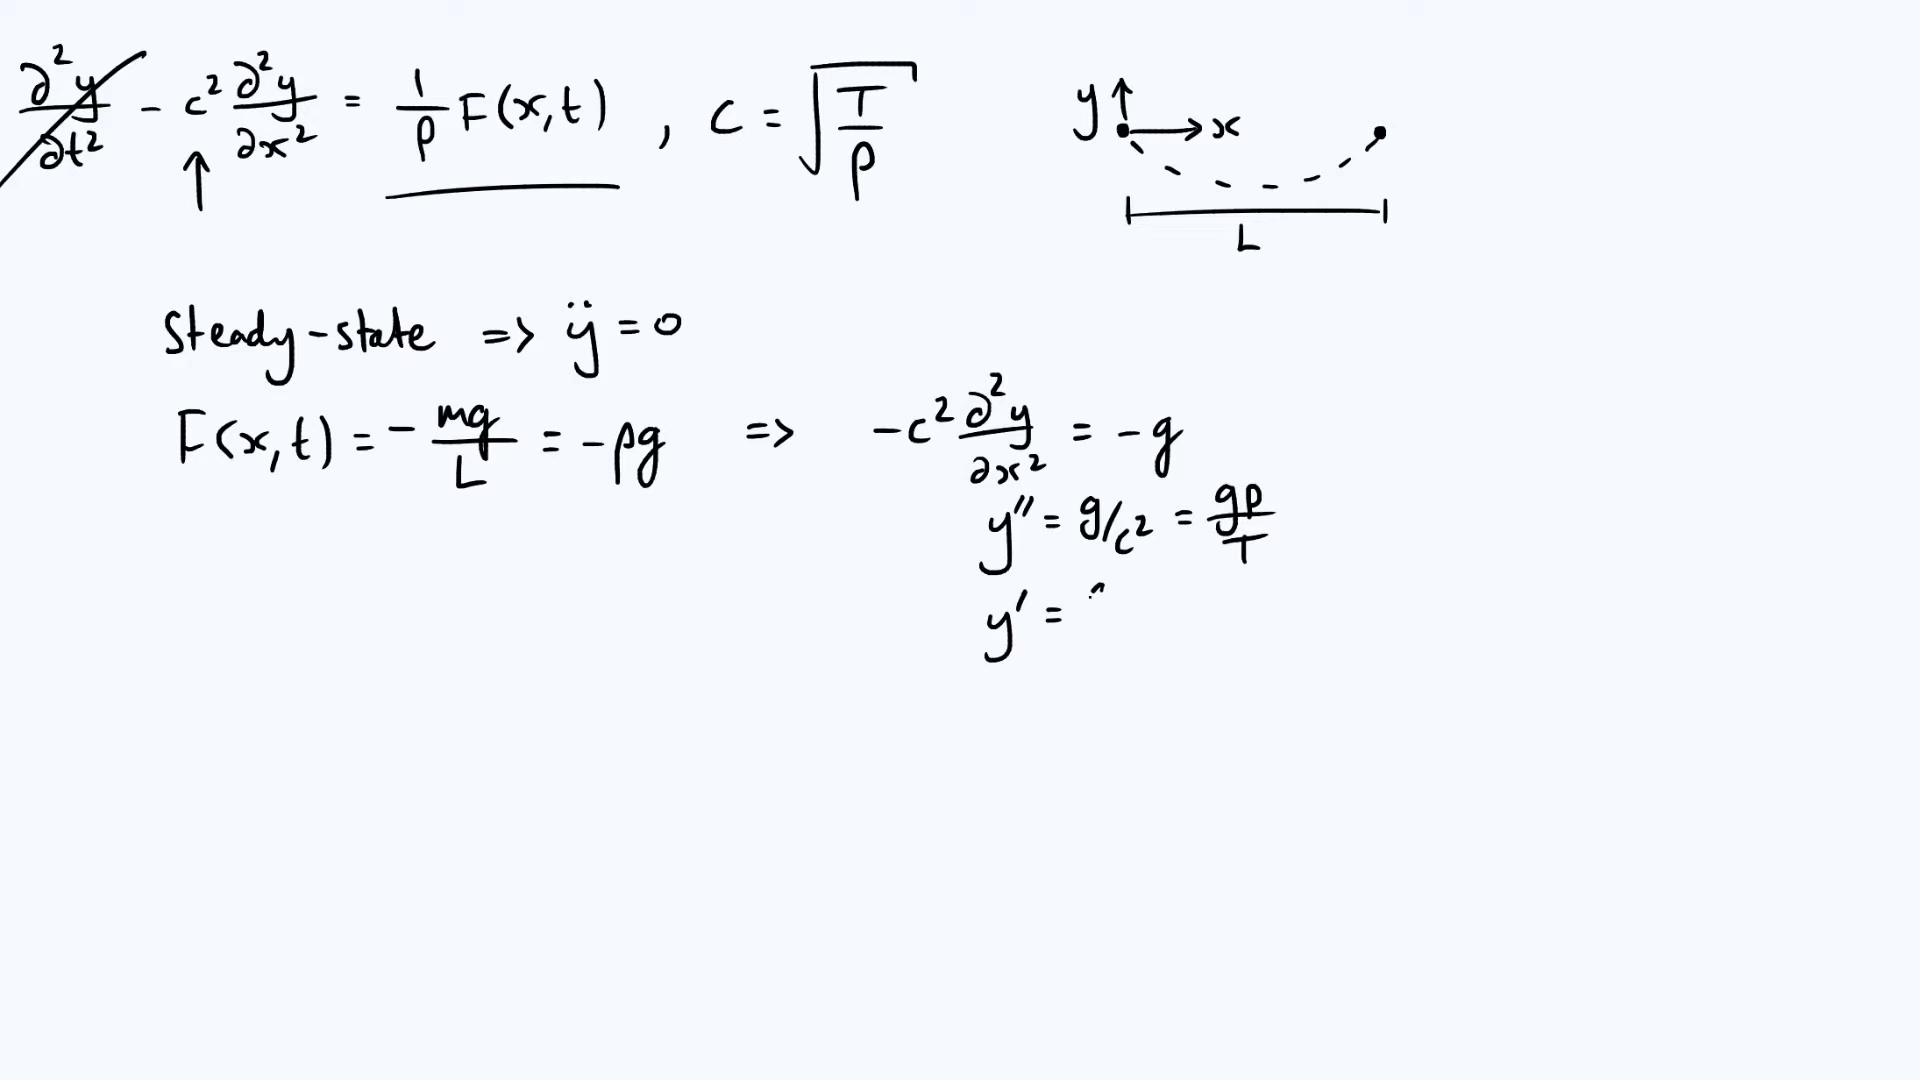 ∂²y/∂t² - c² ∂²y/∂x² = 1/ρ F(x,t) , c = √(T/ρ)
y x
L
Steady-state => ÿ = 0
F(x,t) = - mg/L = -ρg => -c² ∂²y/∂x² = -g
y'' = g/c² = gρ/T
y' =